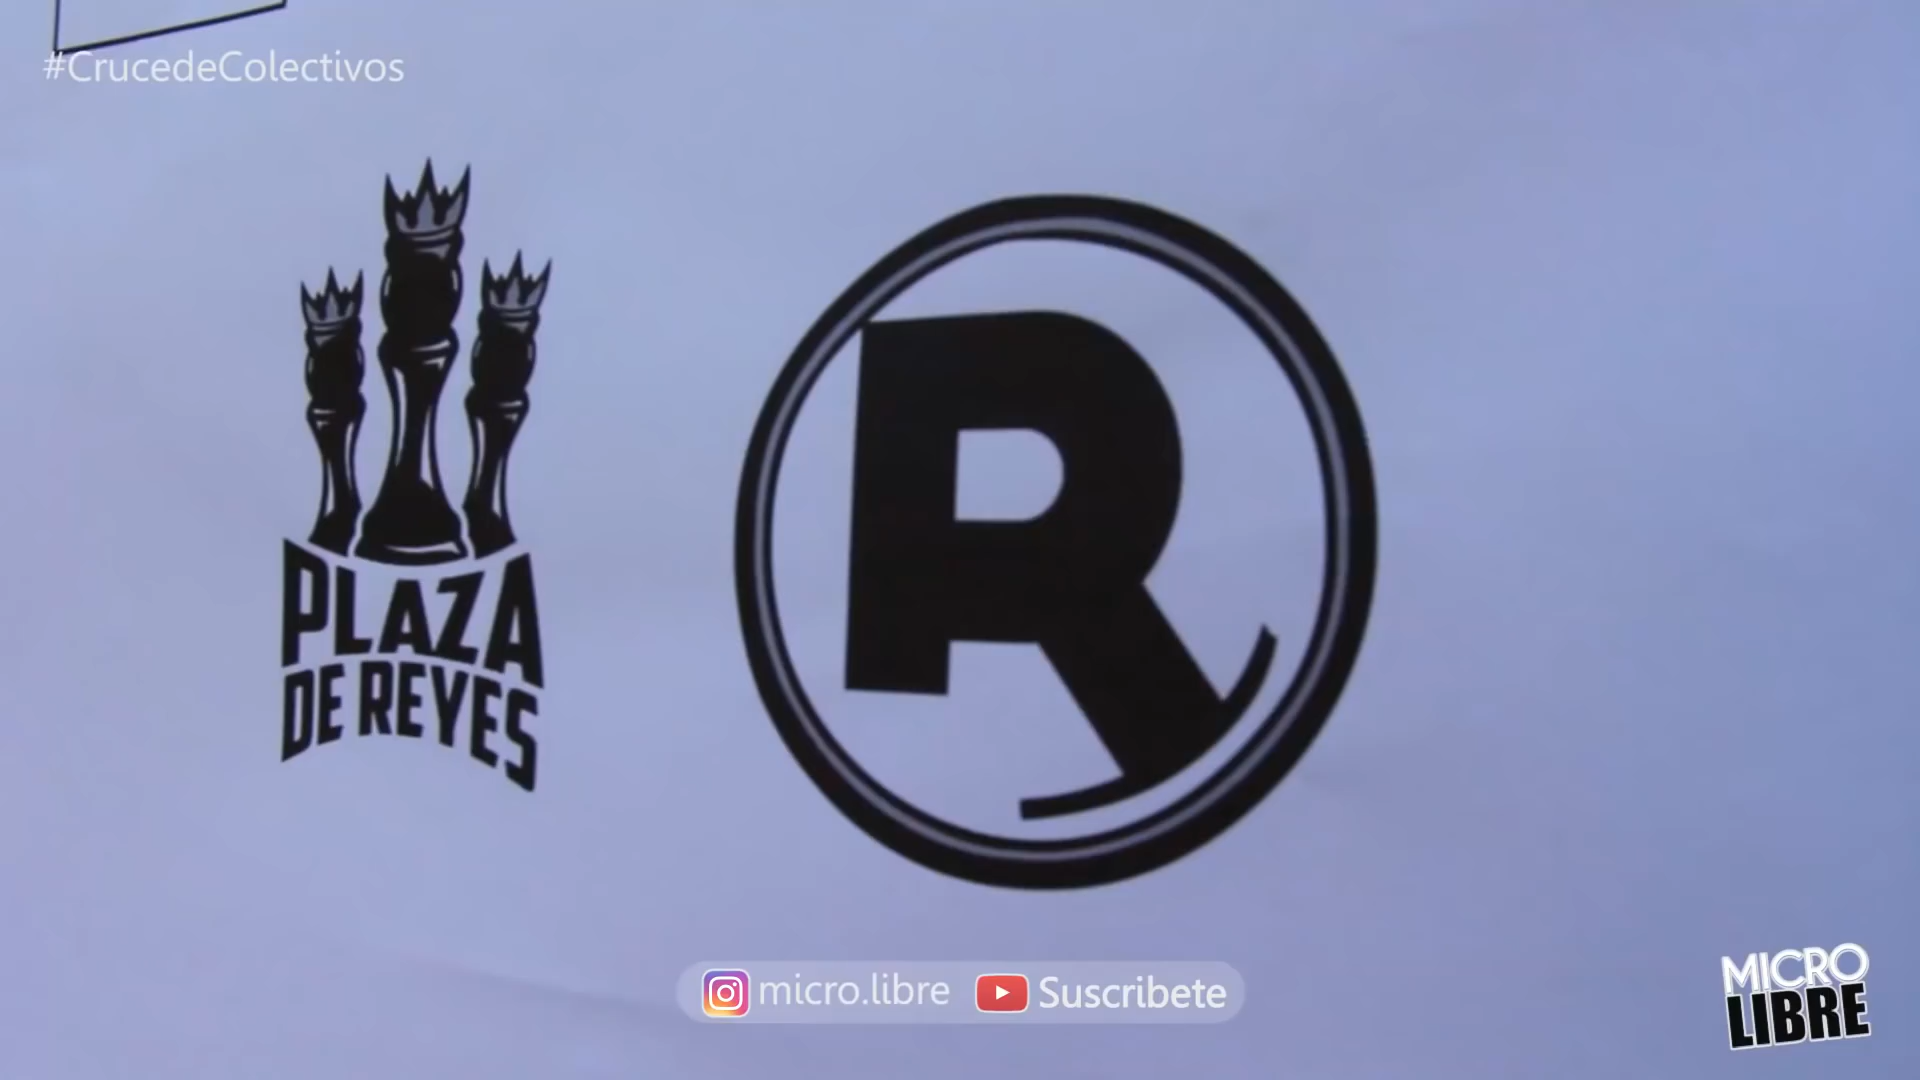 #CrucedeColectivos
PLAZA
DE REYES
R
micro.libre
Suscribete
MICRO
LIBRE